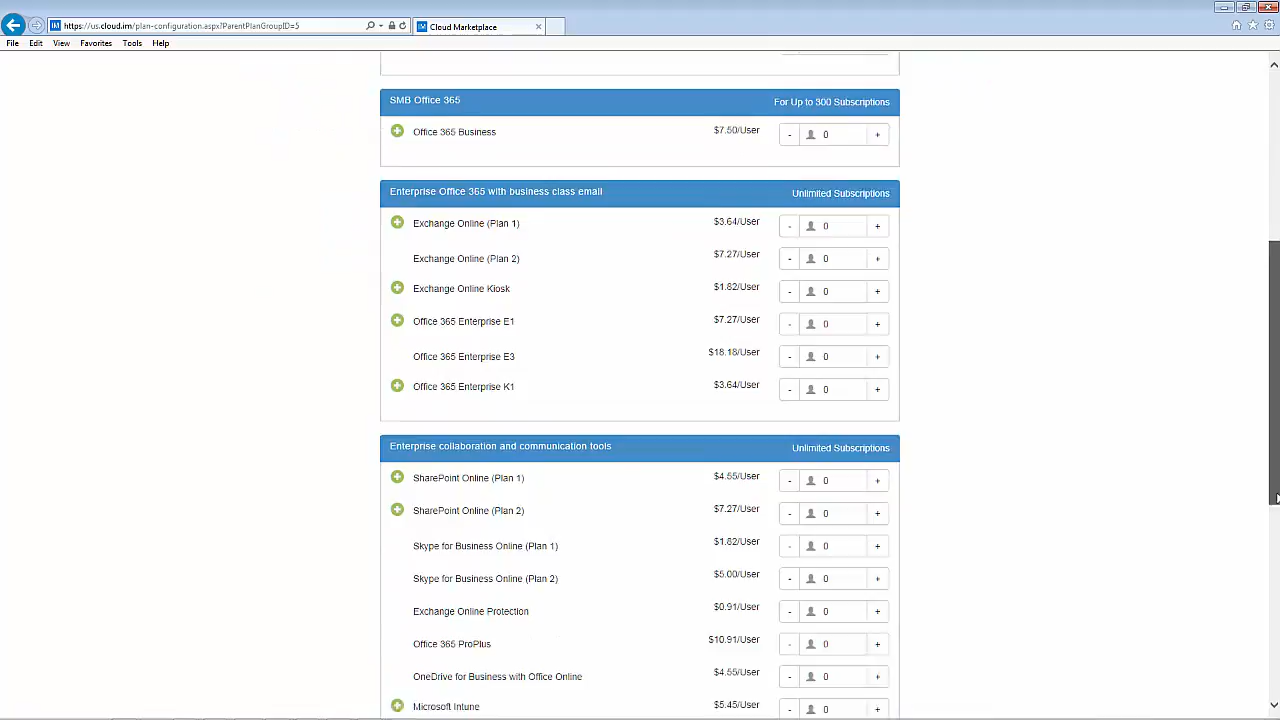 https://us.cloud.im/plan-configuration.aspx?ParentPlanGroupID=5
Cloud Marketplace
File Edit View Favorites Tools Help
SMB Office 365 For Up to 300 Subscriptions
Office 365 Business $7.50/User - 0 +
Enterprise Office 365 with business class email Unlimited Subscriptions
Exchange Online (Plan 1) $3.64/User - 0 +
Exchange Online (Plan 2) $7.27/User - 0 +
Exchange Online Kiosk $1.82/User - 0 +
Office 365 Enterprise E1 $7.27/User - 0 +
Office 365 Enterprise E3 $18.18/User - 0 +
Office 365 Enterprise K1 $3.64/User - 0 +
Enterprise collaboration and communication tools Unlimited Subscriptions
SharePoint Online (Plan 1) $4.55/User - 0 +
SharePoint Online (Plan 2) $7.27/User - 0 +
Skype for Business Online (Plan 1) $1.82/User - 0 +
Skype for Business Online (Plan 2) $5.00/User - 0 +
Exchange Online Protection $0.91/User - 0 +
Office 365 ProPlus $10.91/User - 0 +
OneDrive for Business with Office Online $4.55/User - 0 +
Microsoft Intune $5.45/User - 0 +